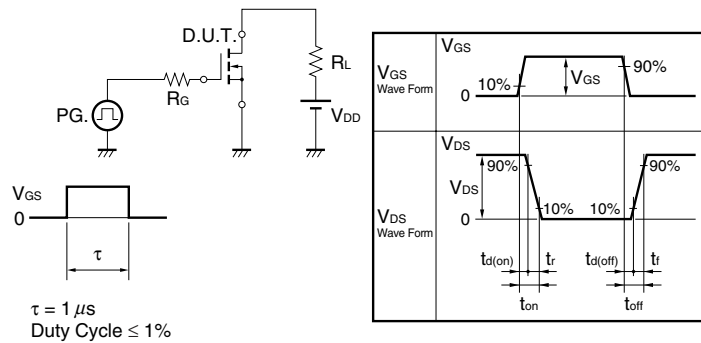 D.U.T.
RL
RG
PG.
VDD
VGS
0
τ
τ = 1 μs
Duty Cycle ≤ 1%
VGS
Wave Form
VGS
10%
VGS
90%
0
VDS
Wave Form
VDS
90%
90%
VDS
10%
10%
0
td(on)
tr
td(off)
tf
ton
toff